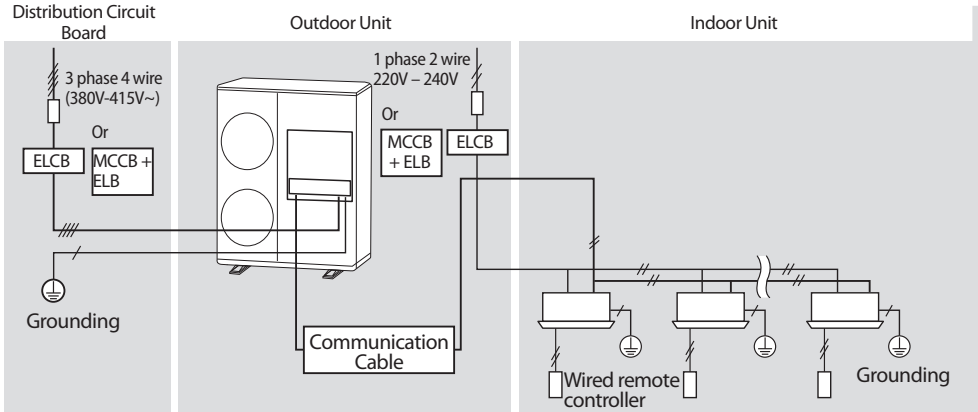 Distribution Circuit
Board
Outdoor Unit
Indoor Unit
3 phase 4 wire
(380V-415V~)
Or
ELCB
MCCB +
ELB
Grounding
1 phase 2 wire
220V – 240V
Or
MCCB
+ ELB
ELCB
Communication
Cable
Wired remote
controller
Grounding